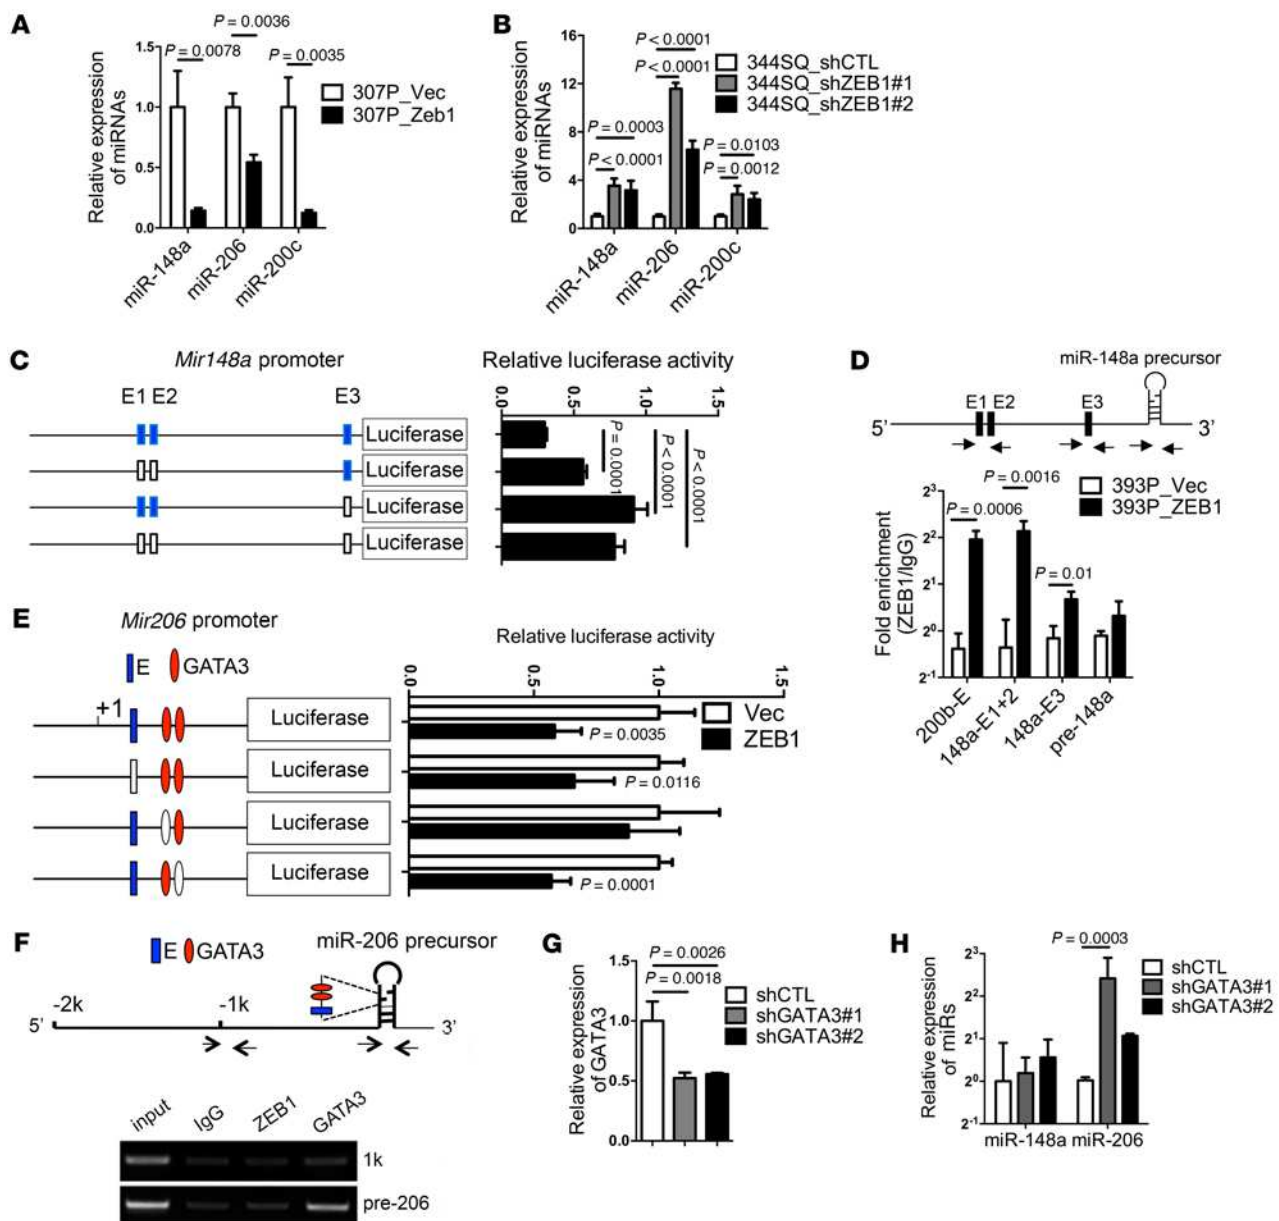 A
P = 0.0036
P = 0.0078
P = 0.0035
Relative expression
of miRNAs
1.5
1.0
0.5
0.0
miR-148a
miR-206
miR-200c
307P_Vec
307P_Zeb1
B
P < 0.0001
P < 0.0001
P = 0.0003
P < 0.0001
P = 0.0103
P = 0.0012
Relative expression
of miRNAs
16
12
8
4
0
miR-148a
miR-206
miR-200c
344SQ_shCTL
344SQ_shZEB1#1
344SQ_shZEB1#2
C
Mir148a promoter
E1 E2
E3
Luciferase
Luciferase
Luciferase
Luciferase
Relative luciferase activity
0.0
0.5
1.0
1.5
P = 0.0001
P < 0.0001
P < 0.0001
D
miR-148a precursor
E1
E2
E3
5'
3'
393P_Vec
393P_ZEB1
P = 0.0006
P = 0.0016
P = 0.01
Fold enrichment
(ZEB1/IgG)
2³
2²
2¹
2⁰
2⁻¹
200b-E
148a-E1+2
148a-E3
pre-148a
E
Mir206 promoter
E
GATA3
+1
Luciferase
Luciferase
Luciferase
Luciferase
Relative luciferase activity
0.0
0.5
1.0
1.5
Vec
ZEB1
P = 0.0035
P = 0.0116
P = 0.0001
F
E
GATA3
miR-206 precursor
-2k
-1k
5'
3'
input
IgG
ZEB1
GATA3
1k
pre-206
G
P = 0.0026
P = 0.0018
Relative expression
of GATA3
1.5
1.0
0.5
0.0
shCTL
shGATA3#1
shGATA3#2
H
P = 0.0003
Relative expression
of miRs
2³
2²
2¹
2⁰
2⁻¹
miR-148a
miR-206
shCTL
shGATA3#1
shGATA3#2